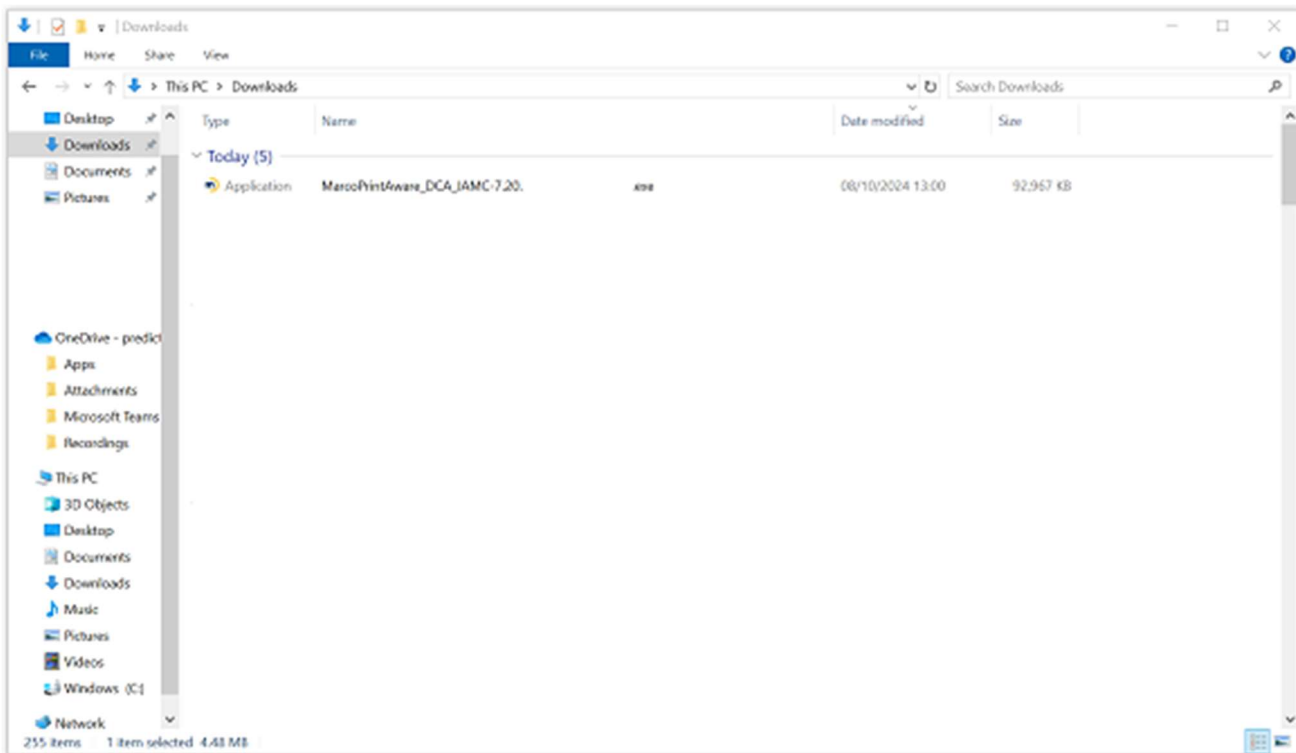 Downloads
File Home Share View
This PC > Downloads
Search Downloads
Desktop
Downloads
Documents
Pictures
OneDrive - predict
Apps
Attachments
Microsoft Teams
Recordings
This PC
3D Objects
Desktop
Documents
Downloads
Music
Pictures
Videos
Windows (C:)
Network
Type Name Date modified Size
Today (5)
Application MarcoPrintAware_DCA_IAMC-7.20. .exe 08/10/2024 13:00 92,967 KB
255 items 1 item selected 4.48 MB